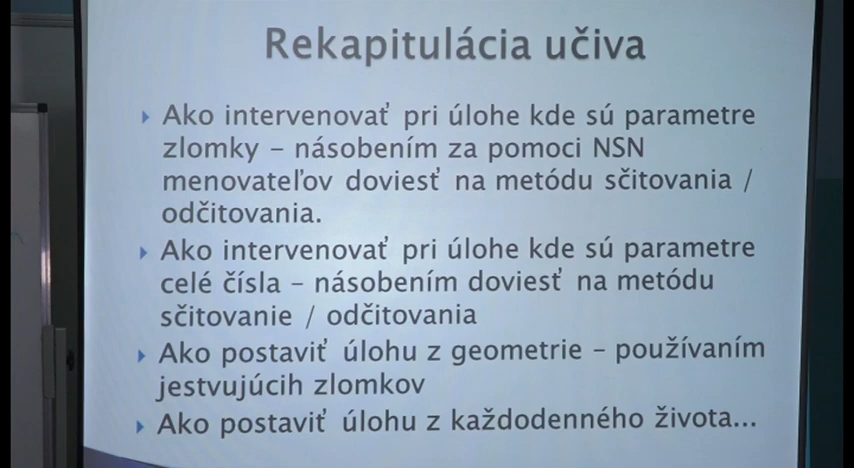 Rekapitulácia učiva
Ako intervenovať pri úlohe kde sú parametre
zlomky – násobením za pomoci NSN
menovateľov doviesť na metódu sčitovania /
odčitovania.
Ako intervenovať pri úlohe kde sú parametre
celé čísla – násobením doviesť na metódu
sčitovanie / odčitovania
Ako postaviť úlohu z geometrie – používaním
jestvujúcih zlomkov
Ako postaviť úlohu z každodenného života...